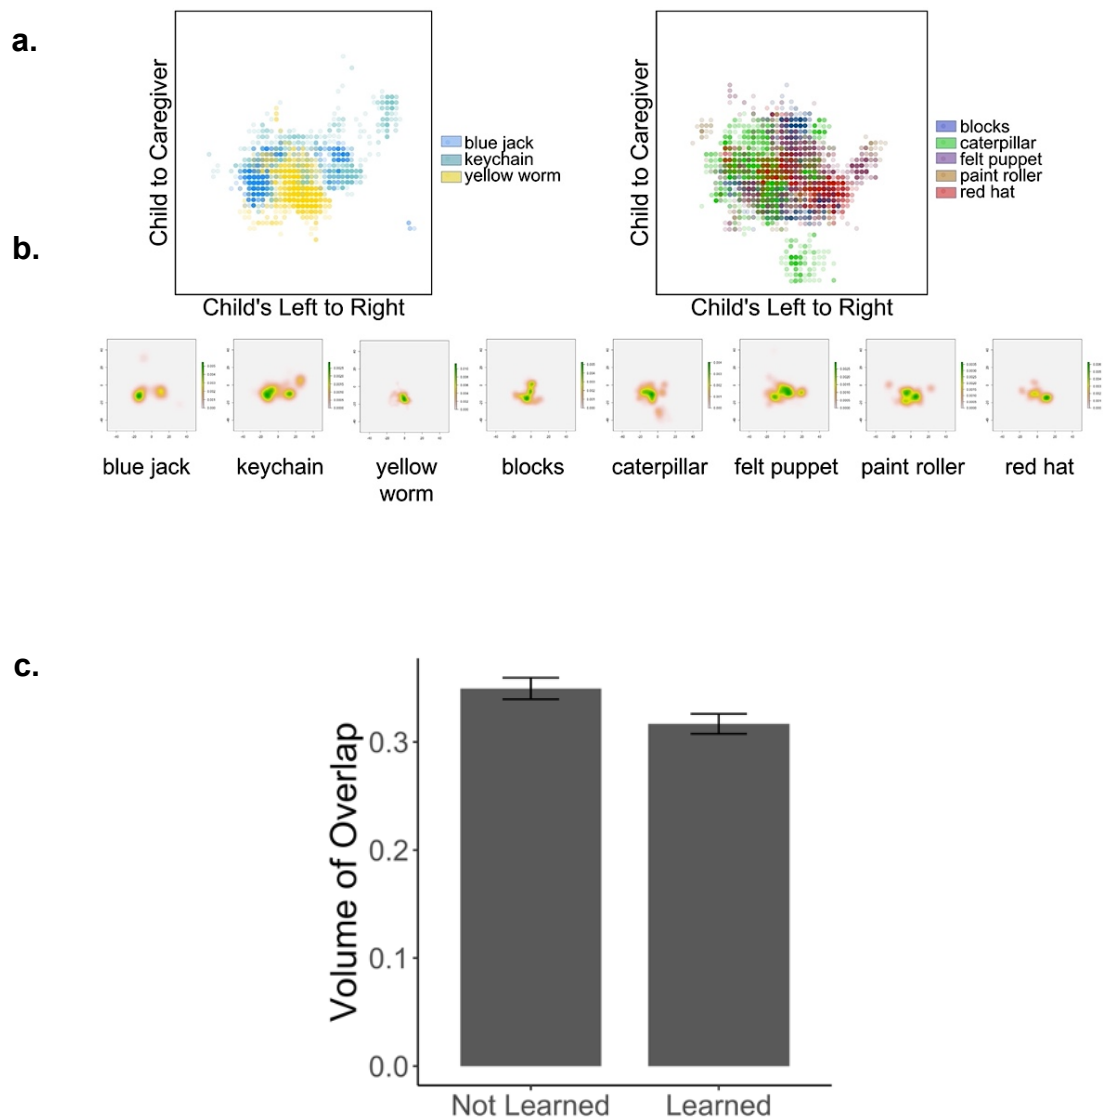 a.
Child to Caregiver
blue jack
keychain
yellow worm
Child's Left to Right
Child to Caregiver
blocks
caterpillar
felt puppet
paint roller
red hat
Child's Left to Right
b.
blue jack
keychain
yellow
worm
blocks
caterpillar
felt puppet
paint roller
red hat
c.
Volume of Overlap
0.3
0.2
0.1
0.0
Not Learned
Learned